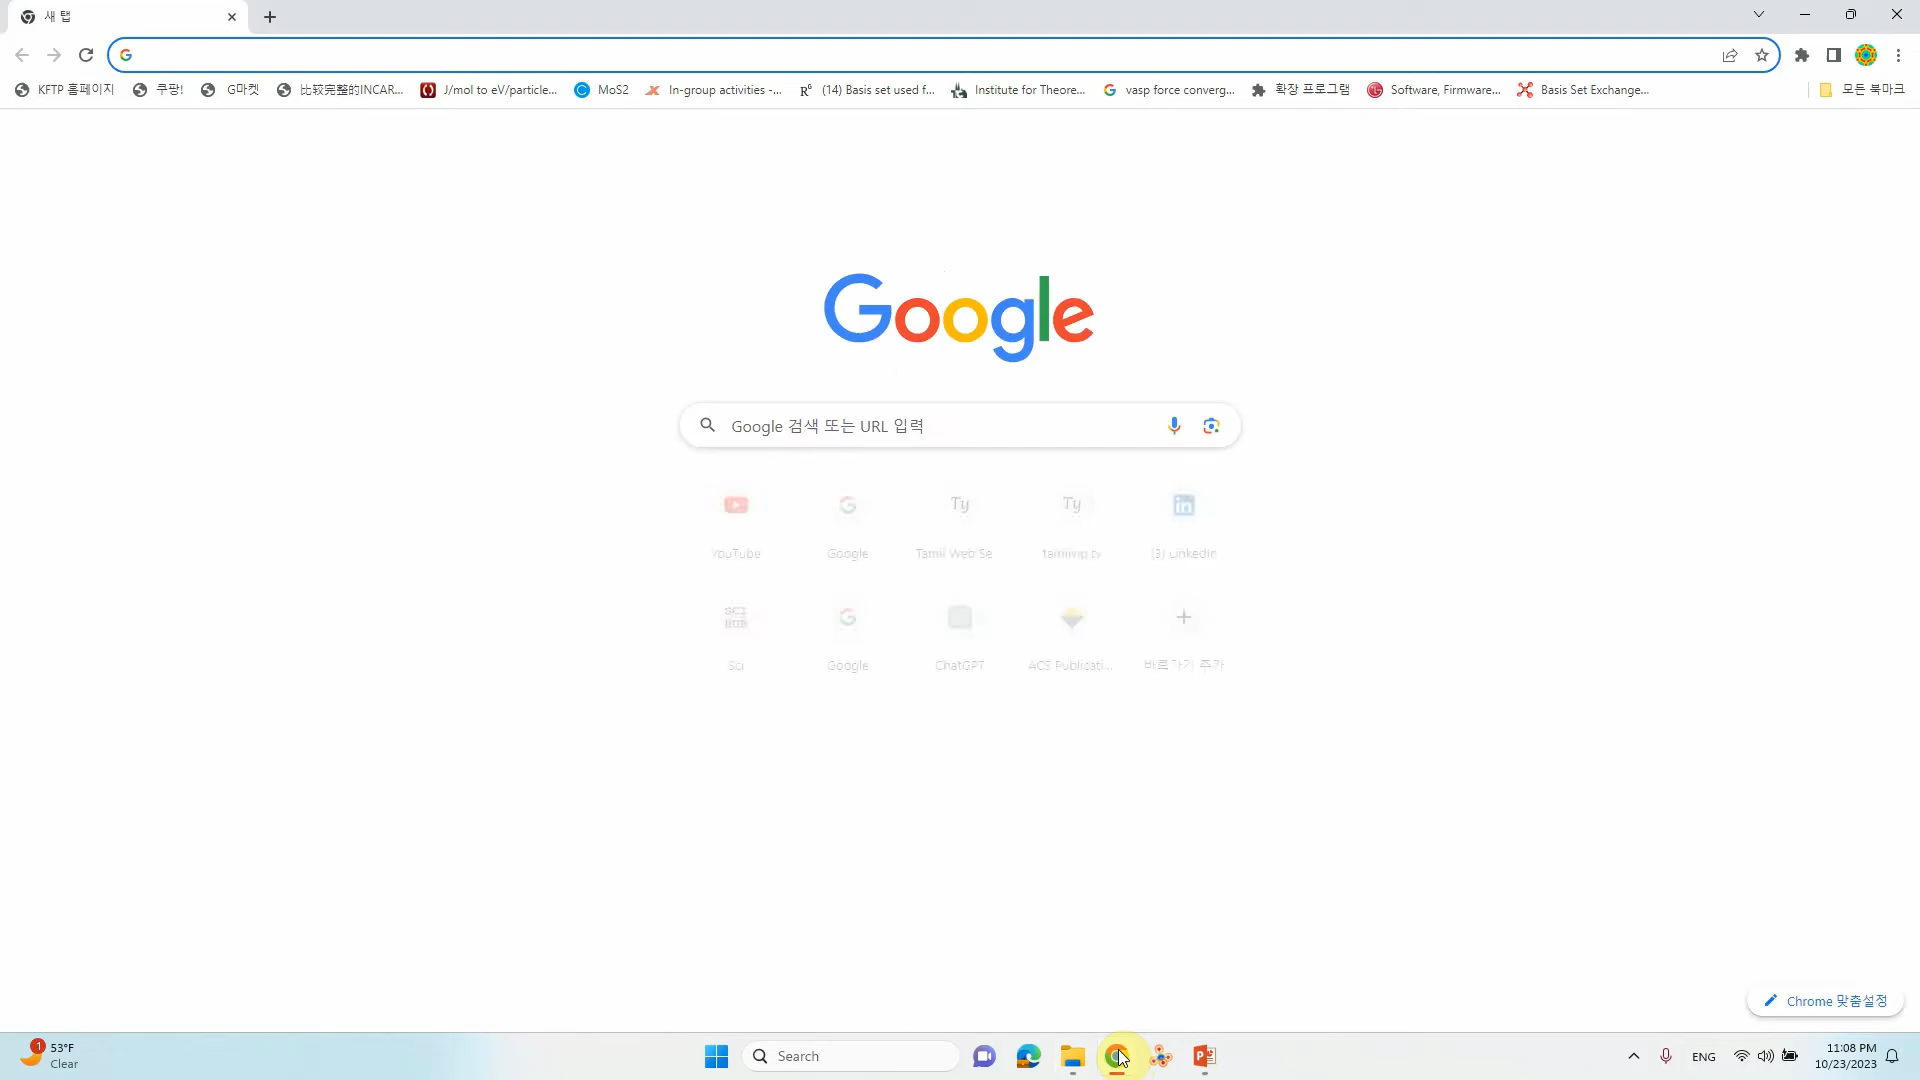 새 탭
KFTP 홈페이지
쿠팡!
G마켓
比较完整的INCAR...
J/mol to eV/particle...
MoS2
In-group activities -...
(14) Basis set used f...
Institute for Theore...
vasp force converg...
확장 프로그램
Software, Firmware...
Basis Set Exchange...
모든 북마크
Google
Google 검색 또는 URL 입력
Ty
Ty
YouTube
Google
Tamil Web Se
(3) LinkedIn
SCI
HUB
Sci
Google
ChatGPT
ACS Publicati...
바로가기 추가
Chrome 맞춤설정
1
53°F
Clear
Search
ENG
11:08 PM
10/23/2023